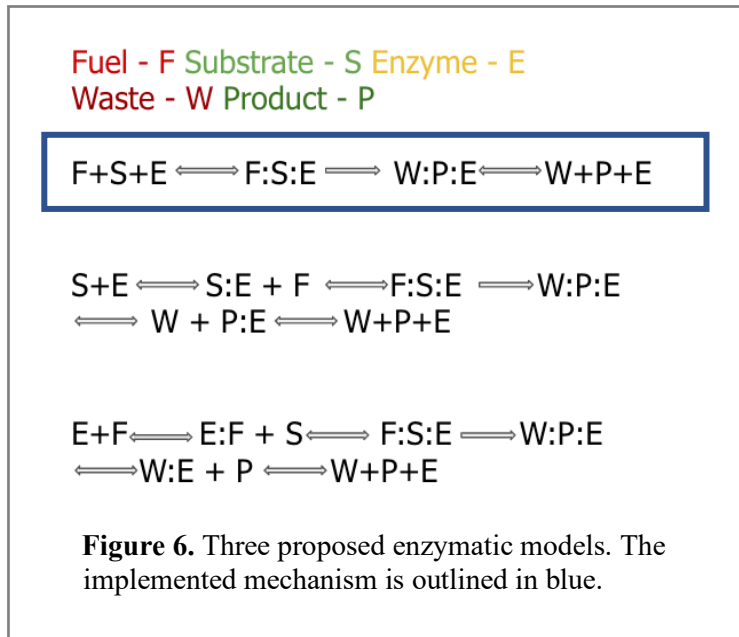 Fuel - F Substrate - S Enzyme - E
Waste - W Product - P
F+S+E ⟺ F:S:E ⟹ W:P:E ⟺ W+P+E
S+E ⟺ S:E + F ⟺ F:S:E ⟹ W:P:E
⟺ W + P:E ⟺ W+P+E
E+F ⟺ E:F + S ⟺ F:S:E ⟹ W:P:E
⟺ W:E + P ⟺ W+P+E
Figure 6. Three proposed enzymatic models. The
implemented mechanism is outlined in blue.